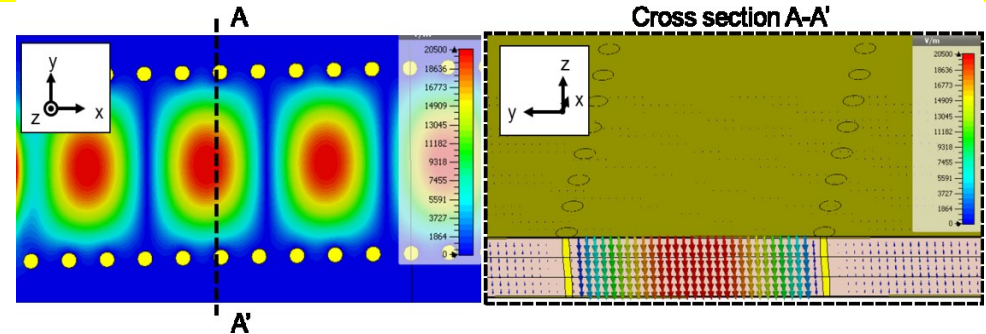 A
Cross section A-A'
V/m
20500
18636
16773
14909
13045
11182
9318
7455
5591
3727
1864
0
y
z
x
A'
V/m
20500
18636
16773
14909
13045
11182
9318
7455
5591
3727
1864
0
z
x
y